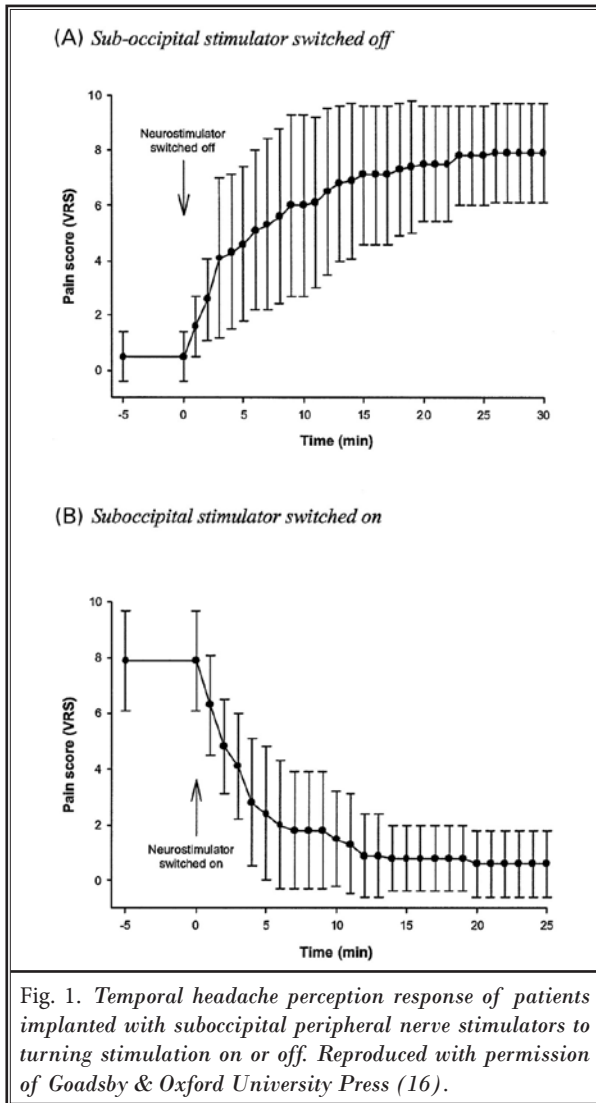 (A) Sub-occipital stimulator switched off
10
8
6
4
2
0
Pain score (VRS)
Neurostimulator
switched off
-5 0 5 10 15 20 25 30
Time (min)
(B) Suboccipital stimulator switched on
10
8
6
4
2
0
Pain score (VRS)
Neurostimulator
switched on
-5 0 5 10 15 20 25
Time (min)
Fig. 1. Temporal headache perception response of patients
implanted with suboccipital peripheral nerve stimulators to
turning stimulation on or off. Reproduced with permission
of Goadsby & Oxford University Press (16).